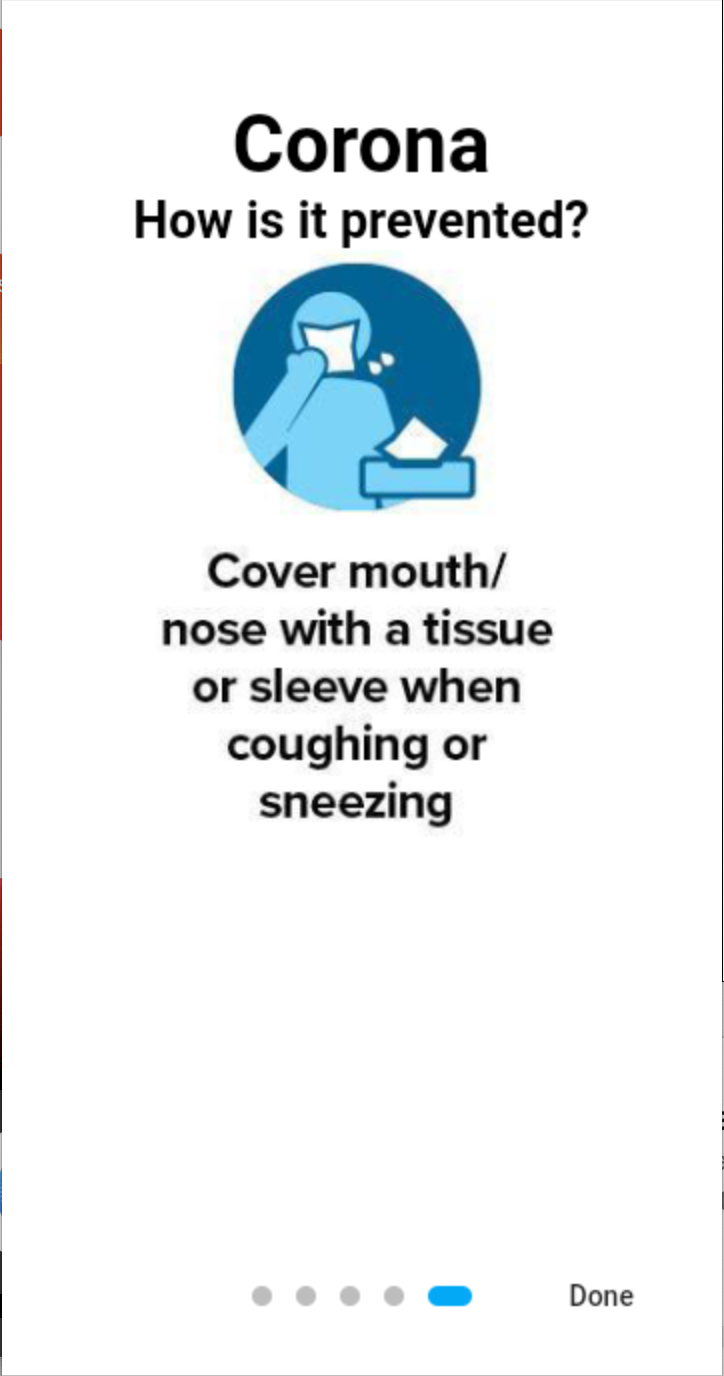 Corona
How is it prevented?
Cover mouth/
nose with a tissue
or sleeve when
coughing or
sneezing
Done